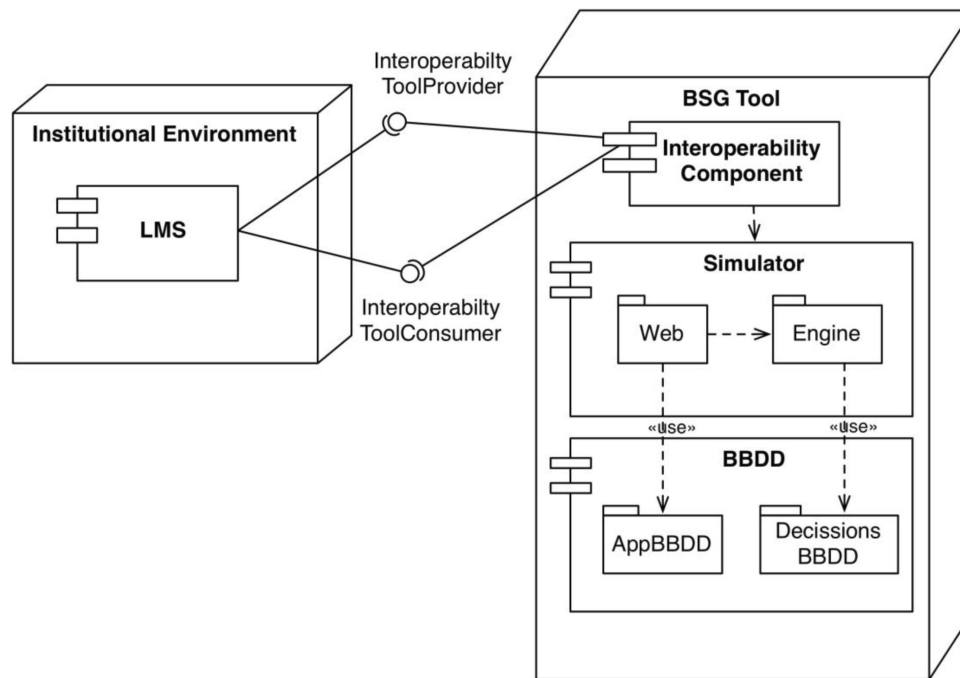 Interoperabilty
ToolProvider
BSG Tool
Institutional Environment
Interoperability
Component
LMS
Simulator
Interoperabilty
ToolConsumer
Web
Engine
«use»
«use»
BBDD
AppBBDD
Decissions
BBDD